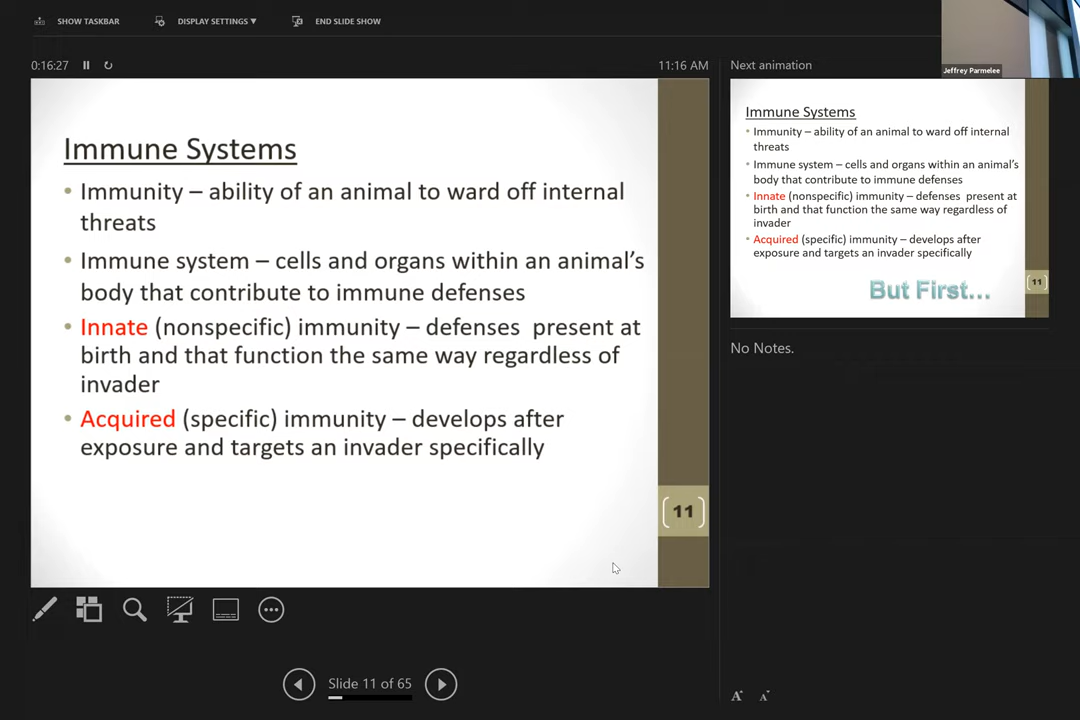 SHOW TASKBAR
DISPLAY SETTINGS ▼
END SLIDE SHOW
0:16:27
11:16 AM
Immune Systems
• Immunity – ability of an animal to ward off internal
threats
• Immune system – cells and organs within an animal's
body that contribute to immune defenses
• Innate (nonspecific) immunity – defenses present at
birth and that function the same way regardless of
invader
• Acquired (specific) immunity – develops after
exposure and targets an invader specifically
11
Slide 11 of 65
Jeffrey Parmelee
Next animation
Immune Systems
• Immunity – ability of an animal to ward off internal
threats
• Immune system – cells and organs within an animal's
body that contribute to immune defenses
• Innate (nonspecific) immunity – defenses present at
birth and that function the same way regardless of
invader
• Acquired (specific) immunity – develops after
exposure and targets an invader specifically
But First...
11
No Notes.
A A